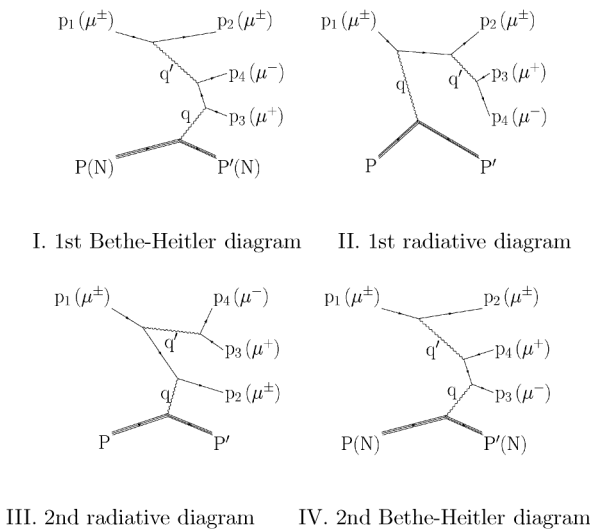 p₁(μ±) p₂(μ±) p₁(μ±) p₂(μ±)
q′ p₄(μ−) q′ p₃(μ+)
q p₃(μ+) q p₄(μ−)
P(N) P′(N) P P′
I. 1st Bethe-Heitler diagram II. 1st radiative diagram
p₁(μ±) p₄(μ−) p₁(μ±) p₂(μ±)
q′ p₃(μ+) q′ p₄(μ+)
q p₂(μ±) q p₃(μ−)
P P′ P(N) P′(N)
III. 2nd radiative diagram IV. 2nd Bethe-Heitler diagram